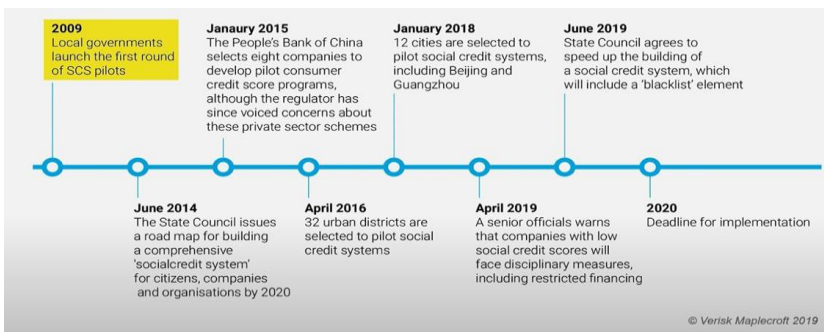 2009
Local governments
launch the first round
of SCS pilots
Janaury 2015
The People's Bank of China
selects eight companies to
develop pilot consumer
credit score programs,
although the regulator has
since voiced concerns about
these private sector schemes
January 2018
12 cities are selected to
pilot social credit systems,
including Beijing and
Guangzhou
June 2019
State Council agrees to
speed up the building of
a social credit system, which
will include a 'blacklist' element
June 2014
The State Council issues
a road map for building
a comprehensive
'socialcredit system'
for citizens, companies
and organisations by 2020
April 2016
32 urban districts are
selected to pilot social
credit systems
April 2019
A senior officials warns
that companies with low
social credit scores will
face disciplinary measures,
including restricted financing
2020
Deadline for implementation
© Verisk Maplecroft 2019